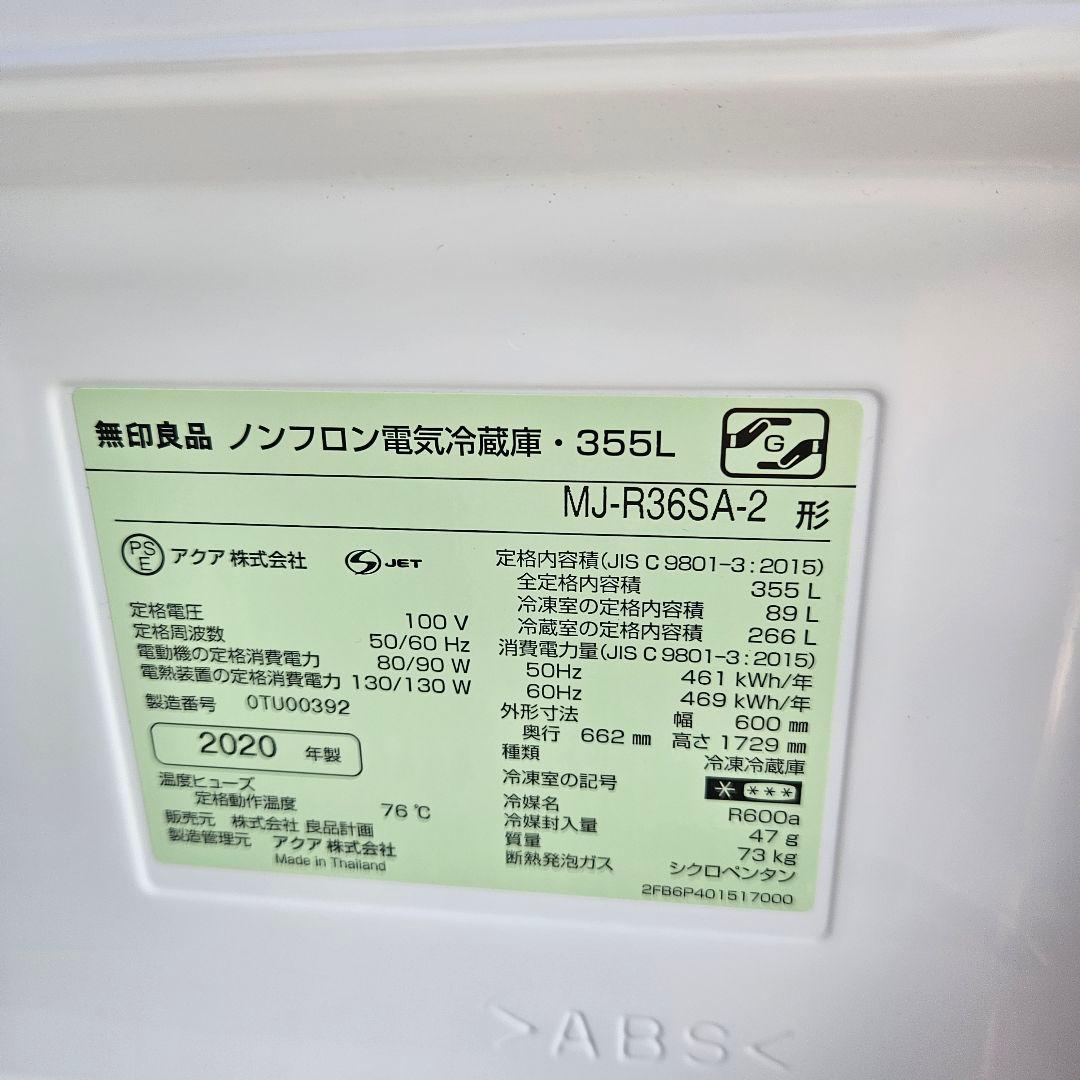 無印良品 ノンフロン電気冷蔵庫・355L
G
MJ-R36SA-2 形
PS
E
アクア 株式会社
JET
定格電圧 100 V
定格周波数 50/60 Hz
電動機の定格消費電力 80/90 W
電熱装置の定格消費電力 130/130 W
製造番号 0TU00392
2020 年製
温度ヒューズ
定格動作温度 76 ℃
販売元 株式会社 良品計画
製造管理元 アクア 株式会社
Made in Thailand
定格内容積(JIS C 9801-3:2015)
全定格内容積 355 L
冷凍室の定格内容積 89 L
冷蔵室の定格内容積 266 L
消費電力量(JIS C 9801-3:2015)
50Hz 461 kWh/年
60Hz 469 kWh/年
外形寸法 幅 600 ㎜
奥行 662 ㎜ 高さ 1729 ㎜
種類 冷凍冷蔵庫
冷凍室の記号 * ***
冷媒名 R600a
冷媒封入量 47 g
質量 73 kg
断熱発泡ガス シクロペンタン
2FB6P401517000
>ABS<